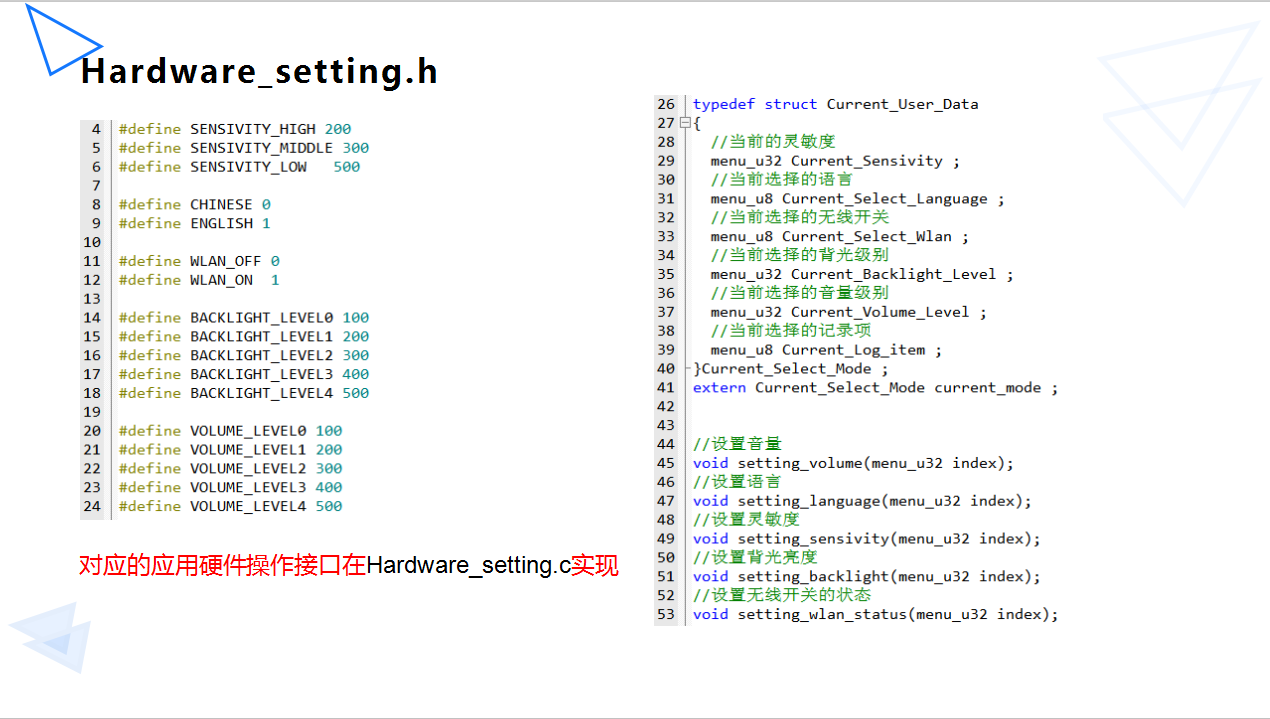 Hardware_setting.h
4 #define SENSIVITY_HIGH 200
5 #define SENSIVITY_MIDDLE 300
6 #define SENSIVITY_LOW   500
7
8 #define CHINESE 0
9 #define ENGLISH 1
10
11 #define WLAN_OFF 0
12 #define WLAN_ON  1
13
14 #define BACKLIGHT_LEVEL0 100
15 #define BACKLIGHT_LEVEL1 200
16 #define BACKLIGHT_LEVEL2 300
17 #define BACKLIGHT_LEVEL3 400
18 #define BACKLIGHT_LEVEL4 500
19
20 #define VOLUME_LEVEL0 100
21 #define VOLUME_LEVEL1 200
22 #define VOLUME_LEVEL2 300
23 #define VOLUME_LEVEL3 400
24 #define VOLUME_LEVEL4 500
对应的应用硬件操作接口在Hardware_setting.c实现
26 typedef struct Current_User_Data
27 {
28   //当前的灵敏度
29   menu_u32 Current_Sensivity ;
30   //当前选择的语言
31   menu_u8 Current_Select_Language ;
32   //当前选择的无线开关
33   menu_u8 Current_Select_Wlan ;
34   //当前选择的背光级别
35   menu_u32 Current_Backlight_Level ;
36   //当前选择的音量级别
37   menu_u32 Current_Volume_Level ;
38   //当前选择的记录项
39   menu_u8 Current_Log_item ;
40 }Current_Select_Mode ;
41 extern Current_Select_Mode current_mode ;
42
43
44 //设置音量
45 void setting_volume(menu_u32 index);
46 //设置语言
47 void setting_language(menu_u32 index);
48 //设置灵敏度
49 void setting_sensivity(menu_u32 index);
50 //设置背光亮度
51 void setting_backlight(menu_u32 index);
52 //设置无线开关的状态
53 void setting_wlan_status(menu_u32 index);